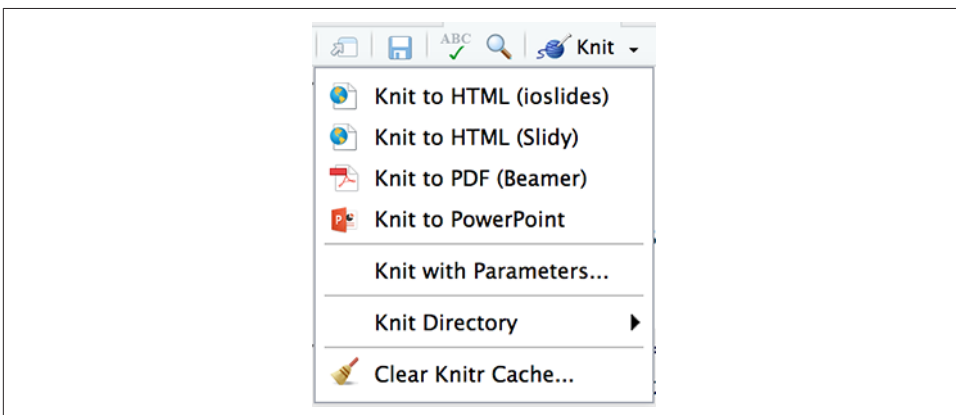 ABC Knit
Knit to HTML (ioslides)
Knit to HTML (Slidy)
Knit to PDF (Beamer)
Knit to PowerPoint
Knit with Parameters...
Knit Directory
Clear Knitr Cache...